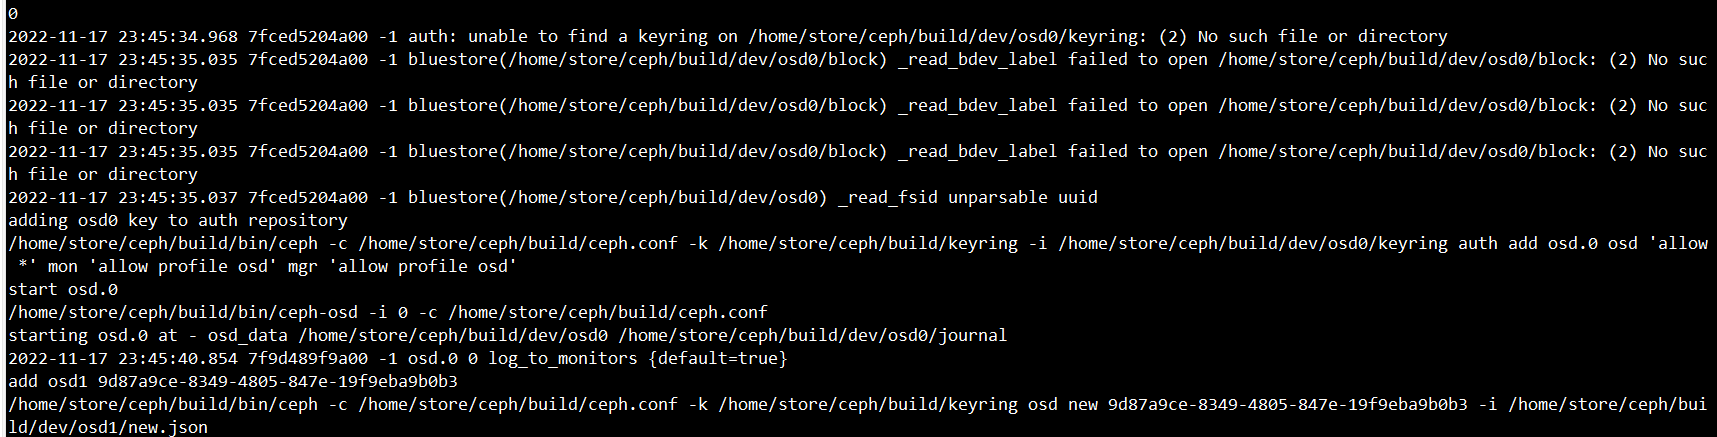 0
2022-11-17 23:45:34.968 7fced5204a00 -1 auth: unable to find a keyring on /home/store/ceph/build/dev/osd0/keyring: (2) No such file or directory
2022-11-17 23:45:35.035 7fced5204a00 -1 bluestore(/home/store/ceph/build/dev/osd0/block) _read_bdev_label failed to open /home/store/ceph/build/dev/osd0/block: (2) No suc
h file or directory
2022-11-17 23:45:35.035 7fced5204a00 -1 bluestore(/home/store/ceph/build/dev/osd0/block) _read_bdev_label failed to open /home/store/ceph/build/dev/osd0/block: (2) No suc
h file or directory
2022-11-17 23:45:35.035 7fced5204a00 -1 bluestore(/home/store/ceph/build/dev/osd0/block) _read_bdev_label failed to open /home/store/ceph/build/dev/osd0/block: (2) No suc
h file or directory
2022-11-17 23:45:35.037 7fced5204a00 -1 bluestore(/home/store/ceph/build/dev/osd0) _read_fsid unparsable uuid
adding osd0 key to auth repository
/home/store/ceph/build/bin/ceph -c /home/store/ceph/build/ceph.conf -k /home/store/ceph/build/keyring -i /home/store/ceph/build/dev/osd0/keyring auth add osd.0 osd 'allow
 *' mon 'allow profile osd' mgr 'allow profile osd'
start osd.0
/home/store/ceph/build/bin/ceph-osd -i 0 -c /home/store/ceph/build/ceph.conf
starting osd.0 at - osd_data /home/store/ceph/build/dev/osd0 /home/store/ceph/build/dev/osd0/journal
2022-11-17 23:45:40.854 7f9d489f9a00 -1 osd.0 0 log_to_monitors {default=true}
add osd1 9d87a9ce-8349-4805-847e-19f9eba9b0b3
/home/store/ceph/build/bin/ceph -c /home/store/ceph/build/ceph.conf -k /home/store/ceph/build/keyring osd new 9d87a9ce-8349-4805-847e-19f9eba9b0b3 -i /home/store/ceph/bui
ld/dev/osd1/new.json